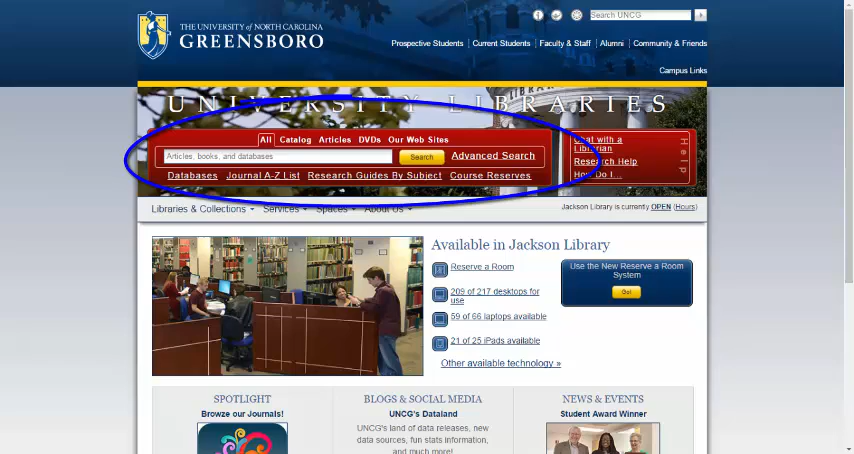 THE UNIVERSITY of NORTH CAROLINA
GREENSBORO
Search UNCG
Prospective Students
Current Students
Faculty & Staff
Alumni
Community & Friends
Campus Links
UNIVERSITY LIBRARIES
All Catalog Articles DVDs Our Web Sites
Articles, books, and databases
Search
Advanced Search
Databases Journal A-Z List Research Guides By Subject Course Reserves
Chat with a
Librarian
Research Help
How Do I...
Help
Libraries & Collections Services Spaces About Us
Jackson Library is currently OPEN (Hours)
Available in Jackson Library
Reserve a Room
209 of 217 desktops for
use
59 of 66 laptops available
21 of 25 iPads available
Other available technology »
Use the New Reserve a Room
System
Go!
SPOTLIGHT
Browze our Journals!
BLOGS & SOCIAL MEDIA
UNCG's Dataland
UNCG's land of data releases, new
data sources, fun stats information,
and much more!
NEWS & EVENTS
Student Award Winner